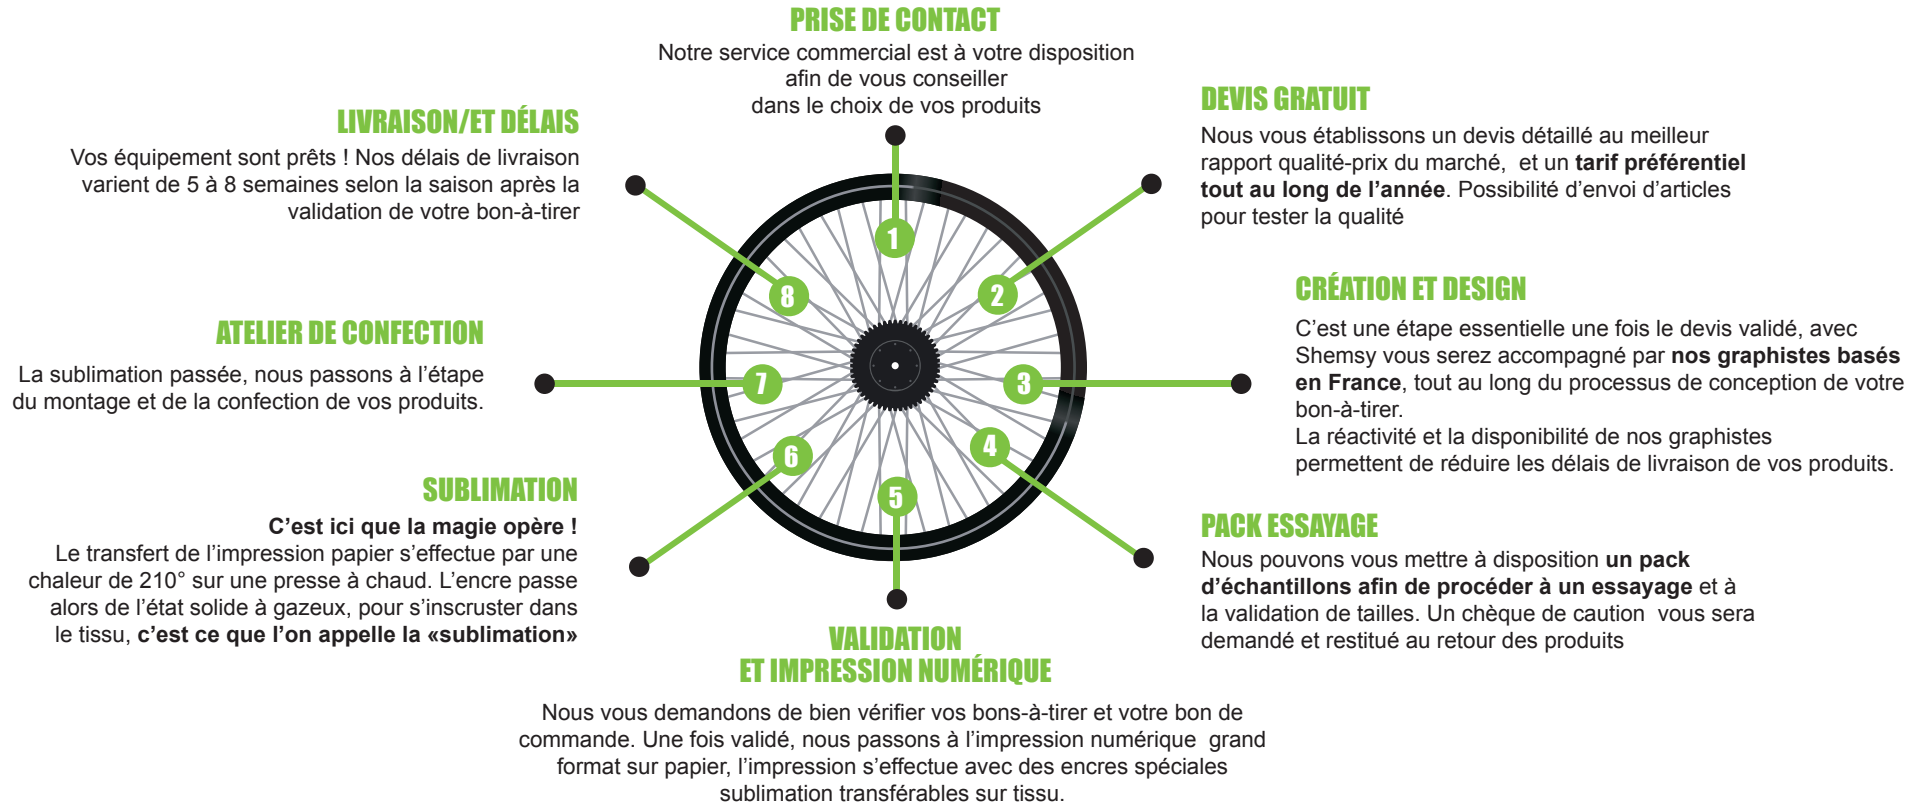 PRISE DE CONTACT
Notre service commercial est à votre disposition
afin de vous conseiller
dans le choix de vos produits
1
DEVIS GRATUIT
Nous vous établissons un devis détaillé au meilleur
rapport qualité-prix du marché, et un tarif préférentiel
tout au long de l’année. Possibilité d’envoi d’articles
pour tester la qualité
2
CRÉATION ET DESIGN
C’est une étape essentielle une fois le devis validé, avec
Shemsy vous serez accompagné par nos graphistes basés
en France, tout au long du processus de conception de votre
bon-à-tirer.
La réactivité et la disponibilité de nos graphistes
permettent de réduire les délais de livraison de vos produits.
3
PACK ESSAYAGE
Nous pouvons vous mettre à disposition un pack
d’échantillons afin de procéder à un essayage et à
la validation de tailles. Un chèque de caution vous sera
demandé et restitué au retour des produits
4
VALIDATION
ET IMPRESSION NUMÉRIQUE
Nous vous demandons de bien vérifier vos bons-à-tirer et votre bon de
commande. Une fois validé, nous passons à l’impression numérique grand
format sur papier, l’impression s’effectue avec des encres spéciales
sublimation transférables sur tissu.
5
SUBLIMATION
C’est ici que la magie opère !
Le transfert de l’impression papier s’effectue par une
chaleur de 210° sur une presse à chaud. L’encre passe
alors de l’état solide à gazeux, pour s’inscruster dans
le tissu, c’est ce que l’on appelle la «sublimation»
6
ATELIER DE CONFECTION
La sublimation passée, nous passons à l’étape
du montage et de la confection de vos produits.
7
LIVRAISON/ET DÉLAIS
Vos équipement sont prêts ! Nos délais de livraison
varient de 5 à 8 semaines selon la saison après la
validation de votre bon-à-tirer
8